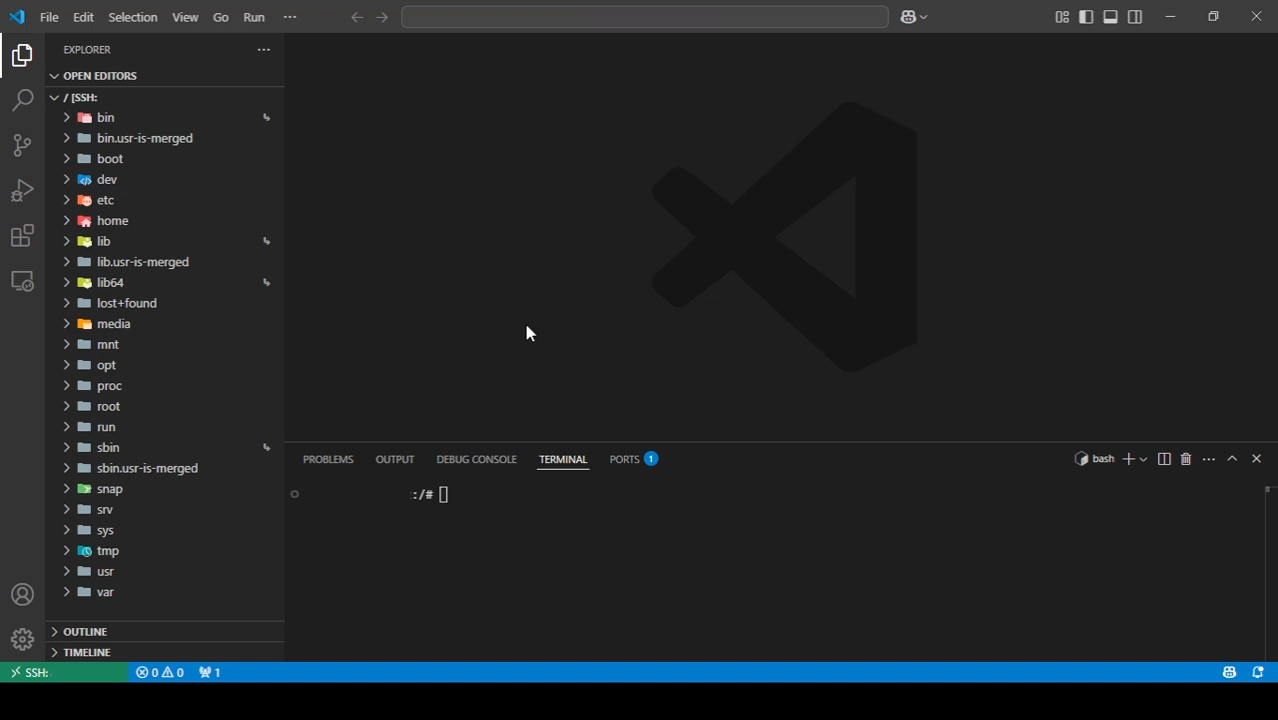 File Edit Selection View Go Run ···
EXPLORER ···
OPEN EDITORS
/ [SSH:
bin
bin.usr-is-merged
boot
dev
etc
home
lib
lib.usr-is-merged
lib64
lost+found
media
mnt
opt
proc
root
run
sbin
sbin.usr-is-merged
snap
srv
sys
tmp
usr
var
OUTLINE
TIMELINE
PROBLEMS OUTPUT DEBUG CONSOLE TERMINAL PORTS 1
bash
:/#
SSH: 0 0 1